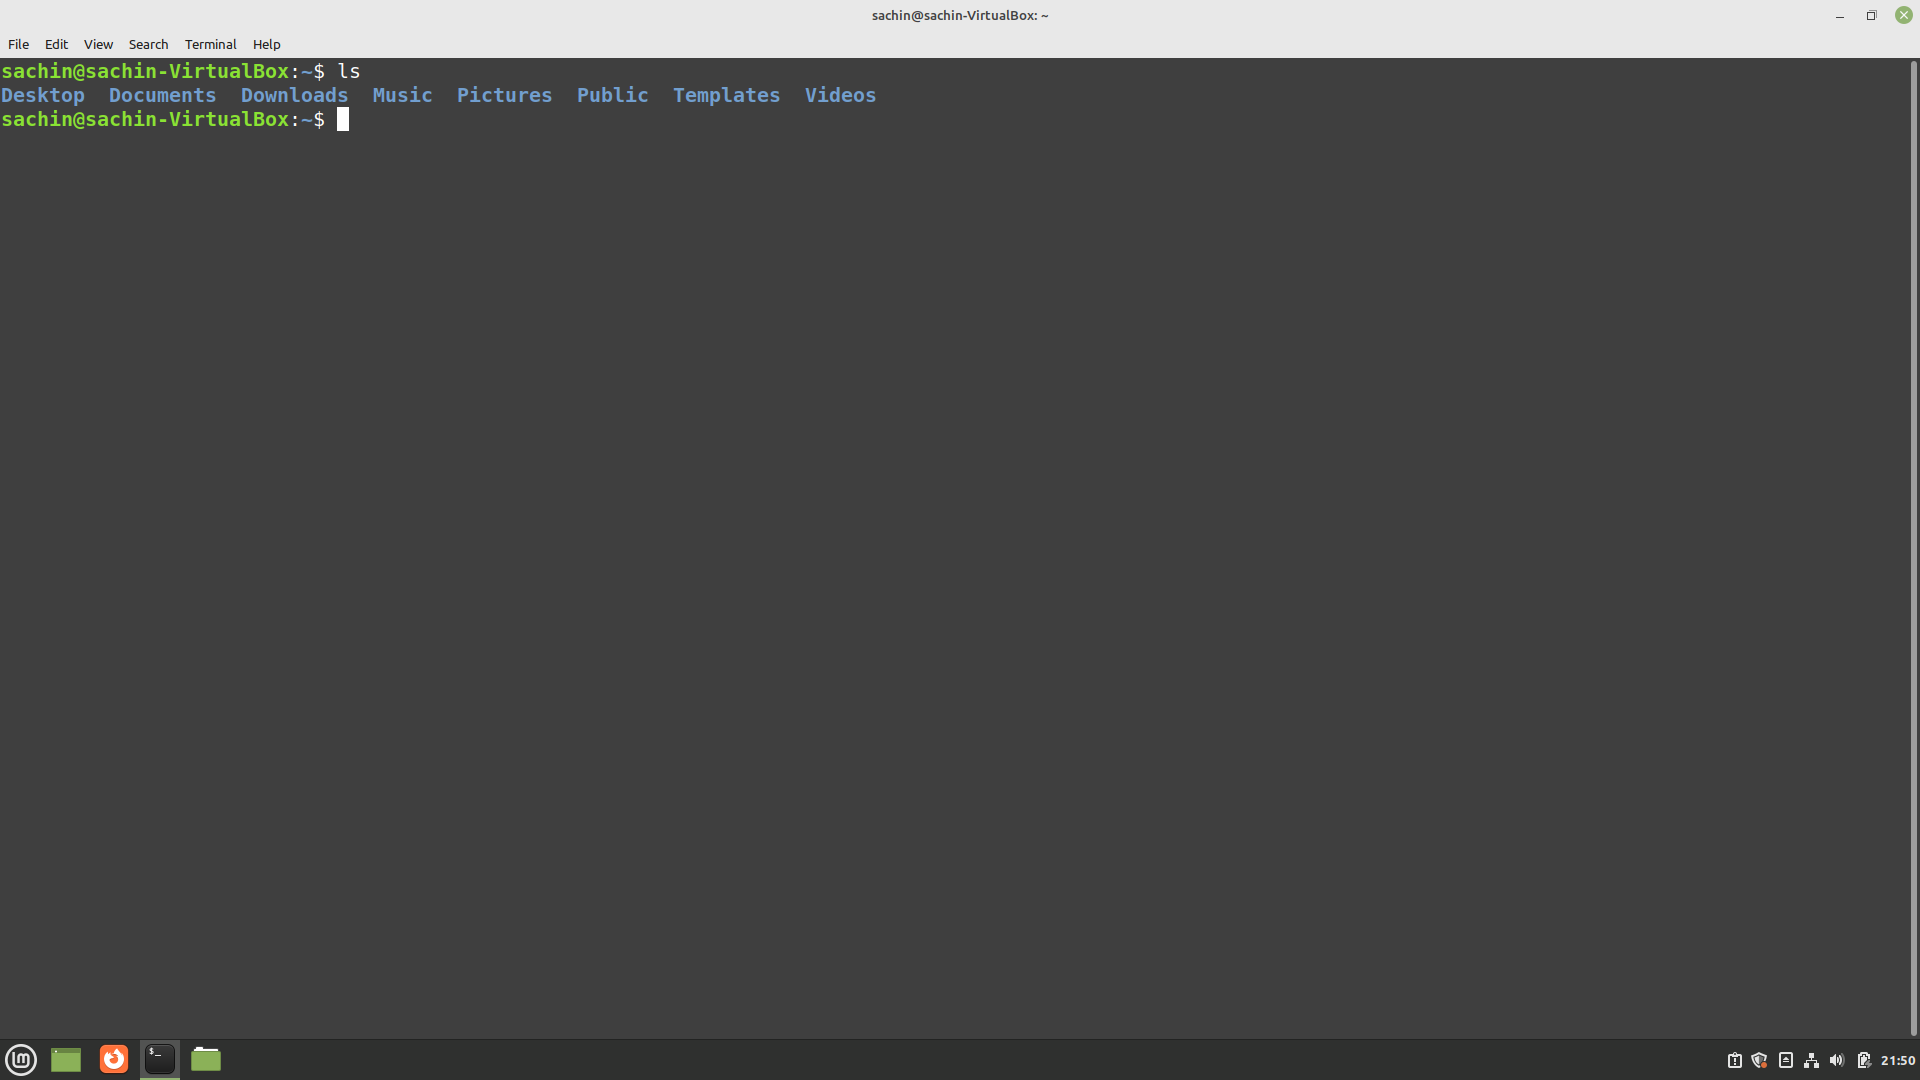 sachin@sachin-VirtualBox: ~
File Edit View Search Terminal Help
sachin@sachin-VirtualBox:~$ ls
Desktop Documents Downloads Music Pictures Public Templates Videos
sachin@sachin-VirtualBox:~$
lm $_ 21:50